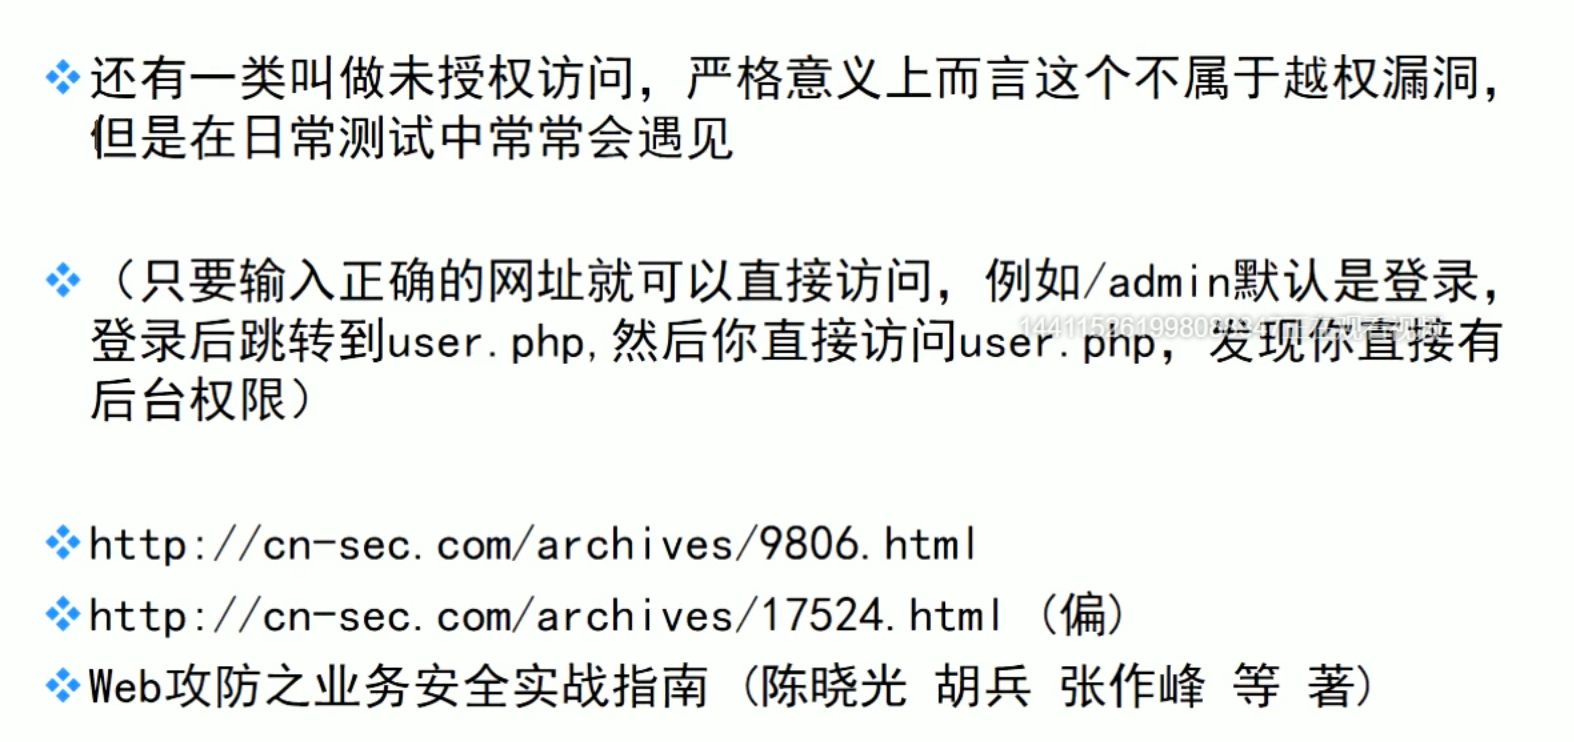 还有一类叫做未授权访问，严格意义上而言这个不属于越权漏洞，
但是在日常测试中常常会遇见
（只要输入正确的网址就可以直接访问，例如/admin默认是登录，
登录后跳转到user.php,然后你直接访问user.php，发现你直接有
后台权限）
http://cn-sec.com/archives/9806.html
http://cn-sec.com/archives/17524.html（偏）
Web攻防之业务安全实战指南（陈晓光 胡兵 张作峰 等 著）